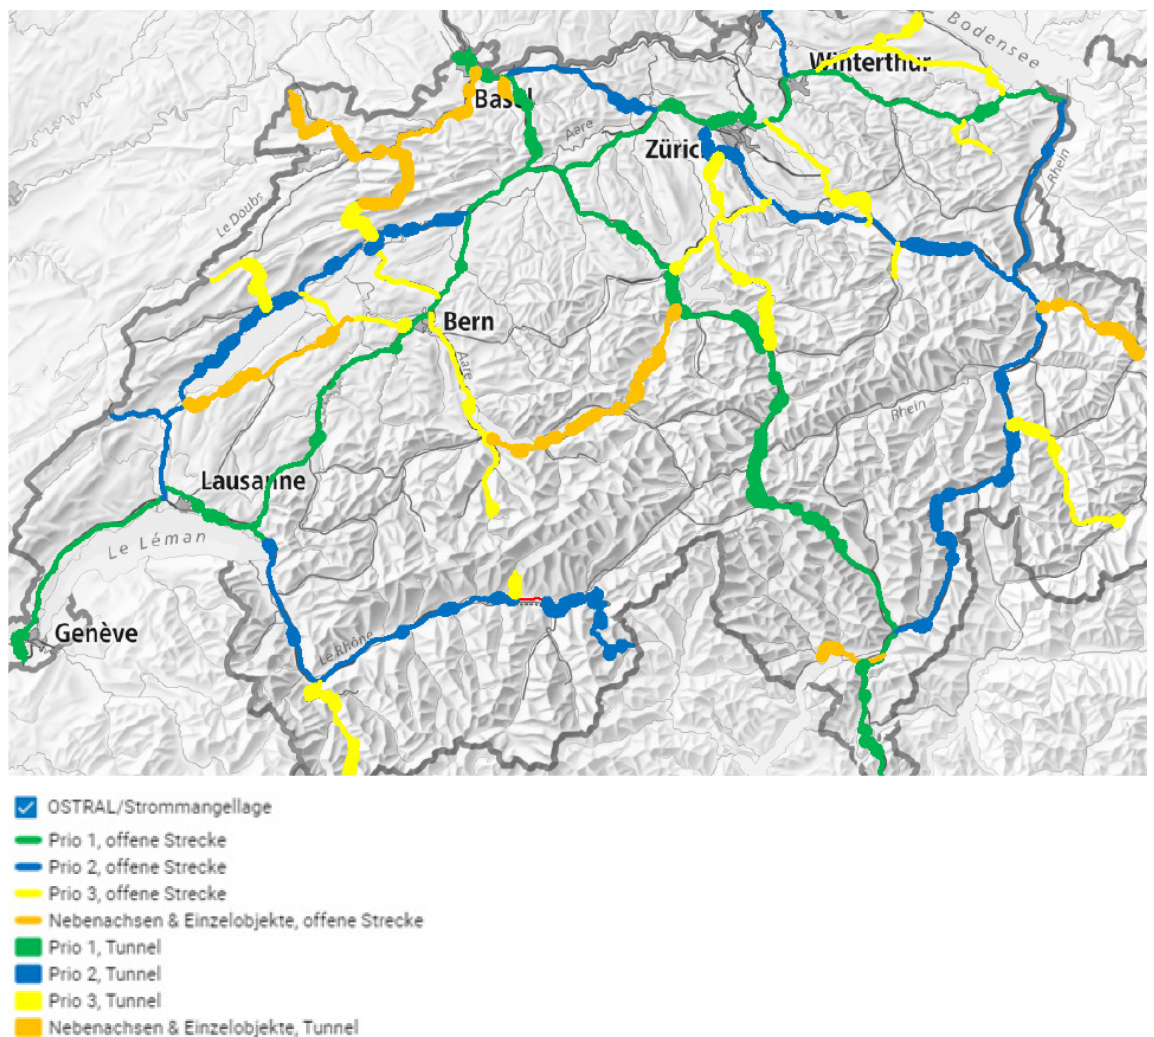 Bodensee
Winterthur
Basel
Aare
Züric
Rhein
Le Doubs
Bern
Aare
Rhein
Lausanne
Le Léman
Genève
Le Rhône
OSTRAL/Strommangellage
Prio 1, offene Strecke
Prio 2, offene Strecke
Prio 3, offene Strecke
Nebenachsen & Einzelobjekte, offene Strecke
Prio 1, Tunnel
Prio 2, Tunnel
Prio 3, Tunnel
Nebenachsen & Einzelobjekte, Tunnel